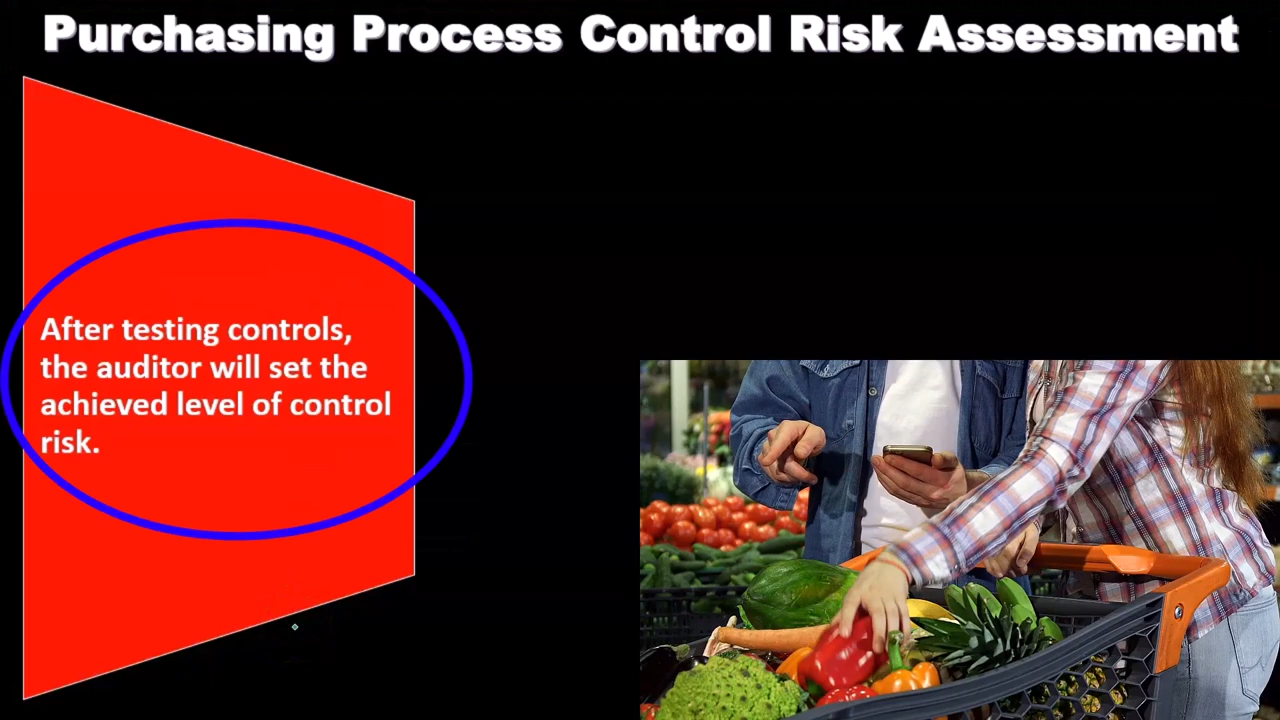 Purchasing Process Control Risk Assessment
After testing controls,
the auditor will set the
achieved level of control
risk.